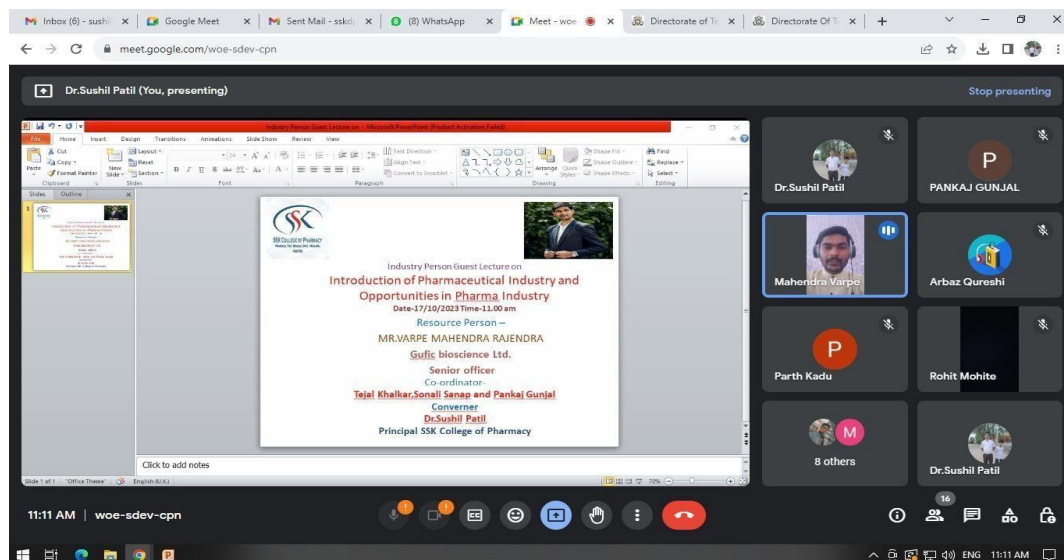 Inbox (6) - sushi
Google Meet
Sent Mail - sskdp
(8) WhatsApp
Meet - woe
Directorate of Te
Directorate Of Te
meet.google.com/woe-sdev-cpn
Dr.Sushil Patil (You, presenting)
Stop presenting
Industry Person Guest Lecture on - Microsoft PowerPoint (Product Activation Failed)
File Home Insert Design Transitions Animations Slide Show Review View
Cut
Copy
Format Painter
Paste
Clipboard
New Slide
Layout
Reset
Section
Slides
Font
Text Direction
Align Text
Convert to SmartArt
Paragraph
Arrange
Quick Styles
Shape Fill
Shape Outline
Shape Effects
Drawing
Find
Replace
Select
Editing
Slides Outline
1
SSK
SSK COLLEGE OF PHARMACY
Industry Person Guest Lecture on
Introduction of Pharmaceutical Industry and
Opportunities in Pharma Industry
Date-17/10/2023Time-11.00 am
Resource Person –
MR.VARPE MAHENDRA RAJENDRA
Gufic bioscience Ltd.
Senior officer
Co-ordinator-
Tejal Khalkar,Sonali Sanap and Pankaj Gunjal
Converner
Dr.Sushil Patil
Principal SSK College of Pharmacy
Click to add notes
Slide 1 of 1 "Office Theme" English (U.K.)
70%
Dr.Sushil Patil
P
PANKAJ GUNJAL
Mahendra Varpe
Arbaz Qureshi
P
Parth Kadu
Rohit Mohite
M
8 others
Dr.Sushil Patil
11:11 AM | woe-sdev-cpn
CC
16
ENG 11:11 AM